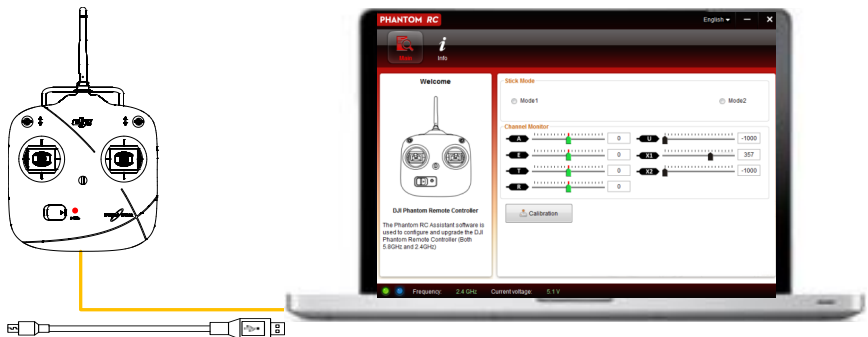 PHANTOM RC
English
Main
Info
Welcome
DJI Phantom Remote Controller
The Phantom RC Assistant software is
used to configure and upgrade the DJI
Phantom Remote Controller (Both
5.8GHz and 2.4GHz)
Stick Mode
Mode1
Mode2
Channel Monitor
A 0
U -1000
E 0
X1 357
T 0
X2 -1000
R 0
Calibration
Frequency: 2.4 GHz Current voltage: 5.1 V